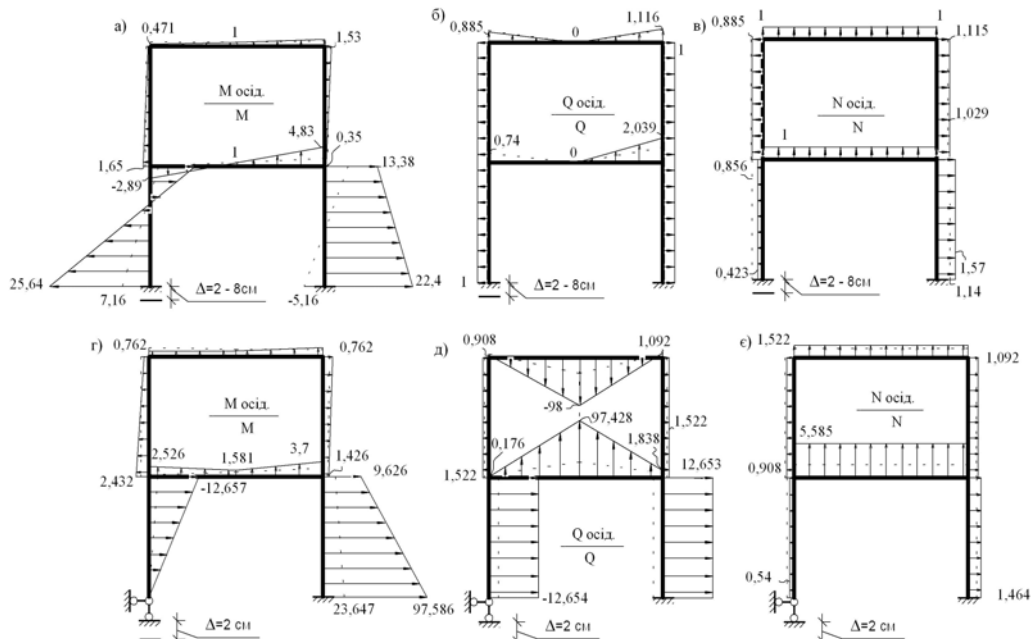 а)
0,471
1
1,53
М осід.
М
4,83
0,35
1,65
1
-2,89
13,38
25,64
7,16
Δ=2 - 8см
-5,16
22,4
б)
0,885
0
1,116
1
Q осід.
Q
0,74
2,039
0
1
Δ=2 - 8см
в)
0,885
1
1
1,115
N осід.
N
1,029
1
0,856
0,423
Δ=2 - 8см
1,57
1,14
г)
0,762
0,762
М осід.
М
2,526
1,581
3,7
1,426
2,432
-12,657
9,626
23,647
97,586
Δ=2 см
д)
0,908
1,092
-98
97,428
1,522
0,176
1,838
1,522
12,653
Q осід.
Q
-12,654
Δ=2 см
є)
1,522
1,092
N осід.
N
5,585
0,908
0,54
1,464
Δ=2 см